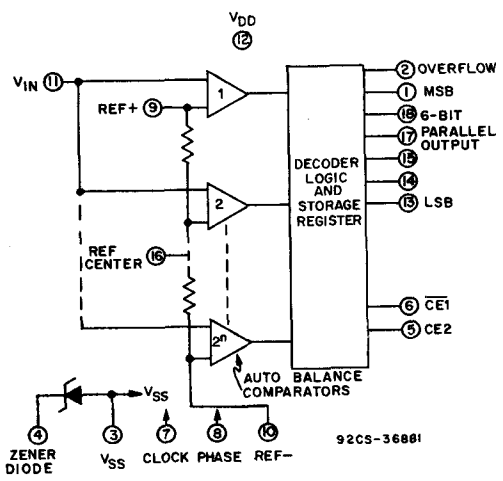 VDD
12
VIN 11
REF+ 9
1
2
REF CENTER 16
2ⁿ
AUTO BALANCE
COMPARATORS
DECODER
LOGIC
AND
STORAGE
REGISTER
2 OVERFLOW
1 MSB
18 6-BIT
17 PARALLEL
OUTPUT
15
14
13 LSB
6 CE1
5 CE2
VSS
4
ZENER
DIODE
3
VSS
7
CLOCK
8
PHASE
10
REF-
92CS-36881